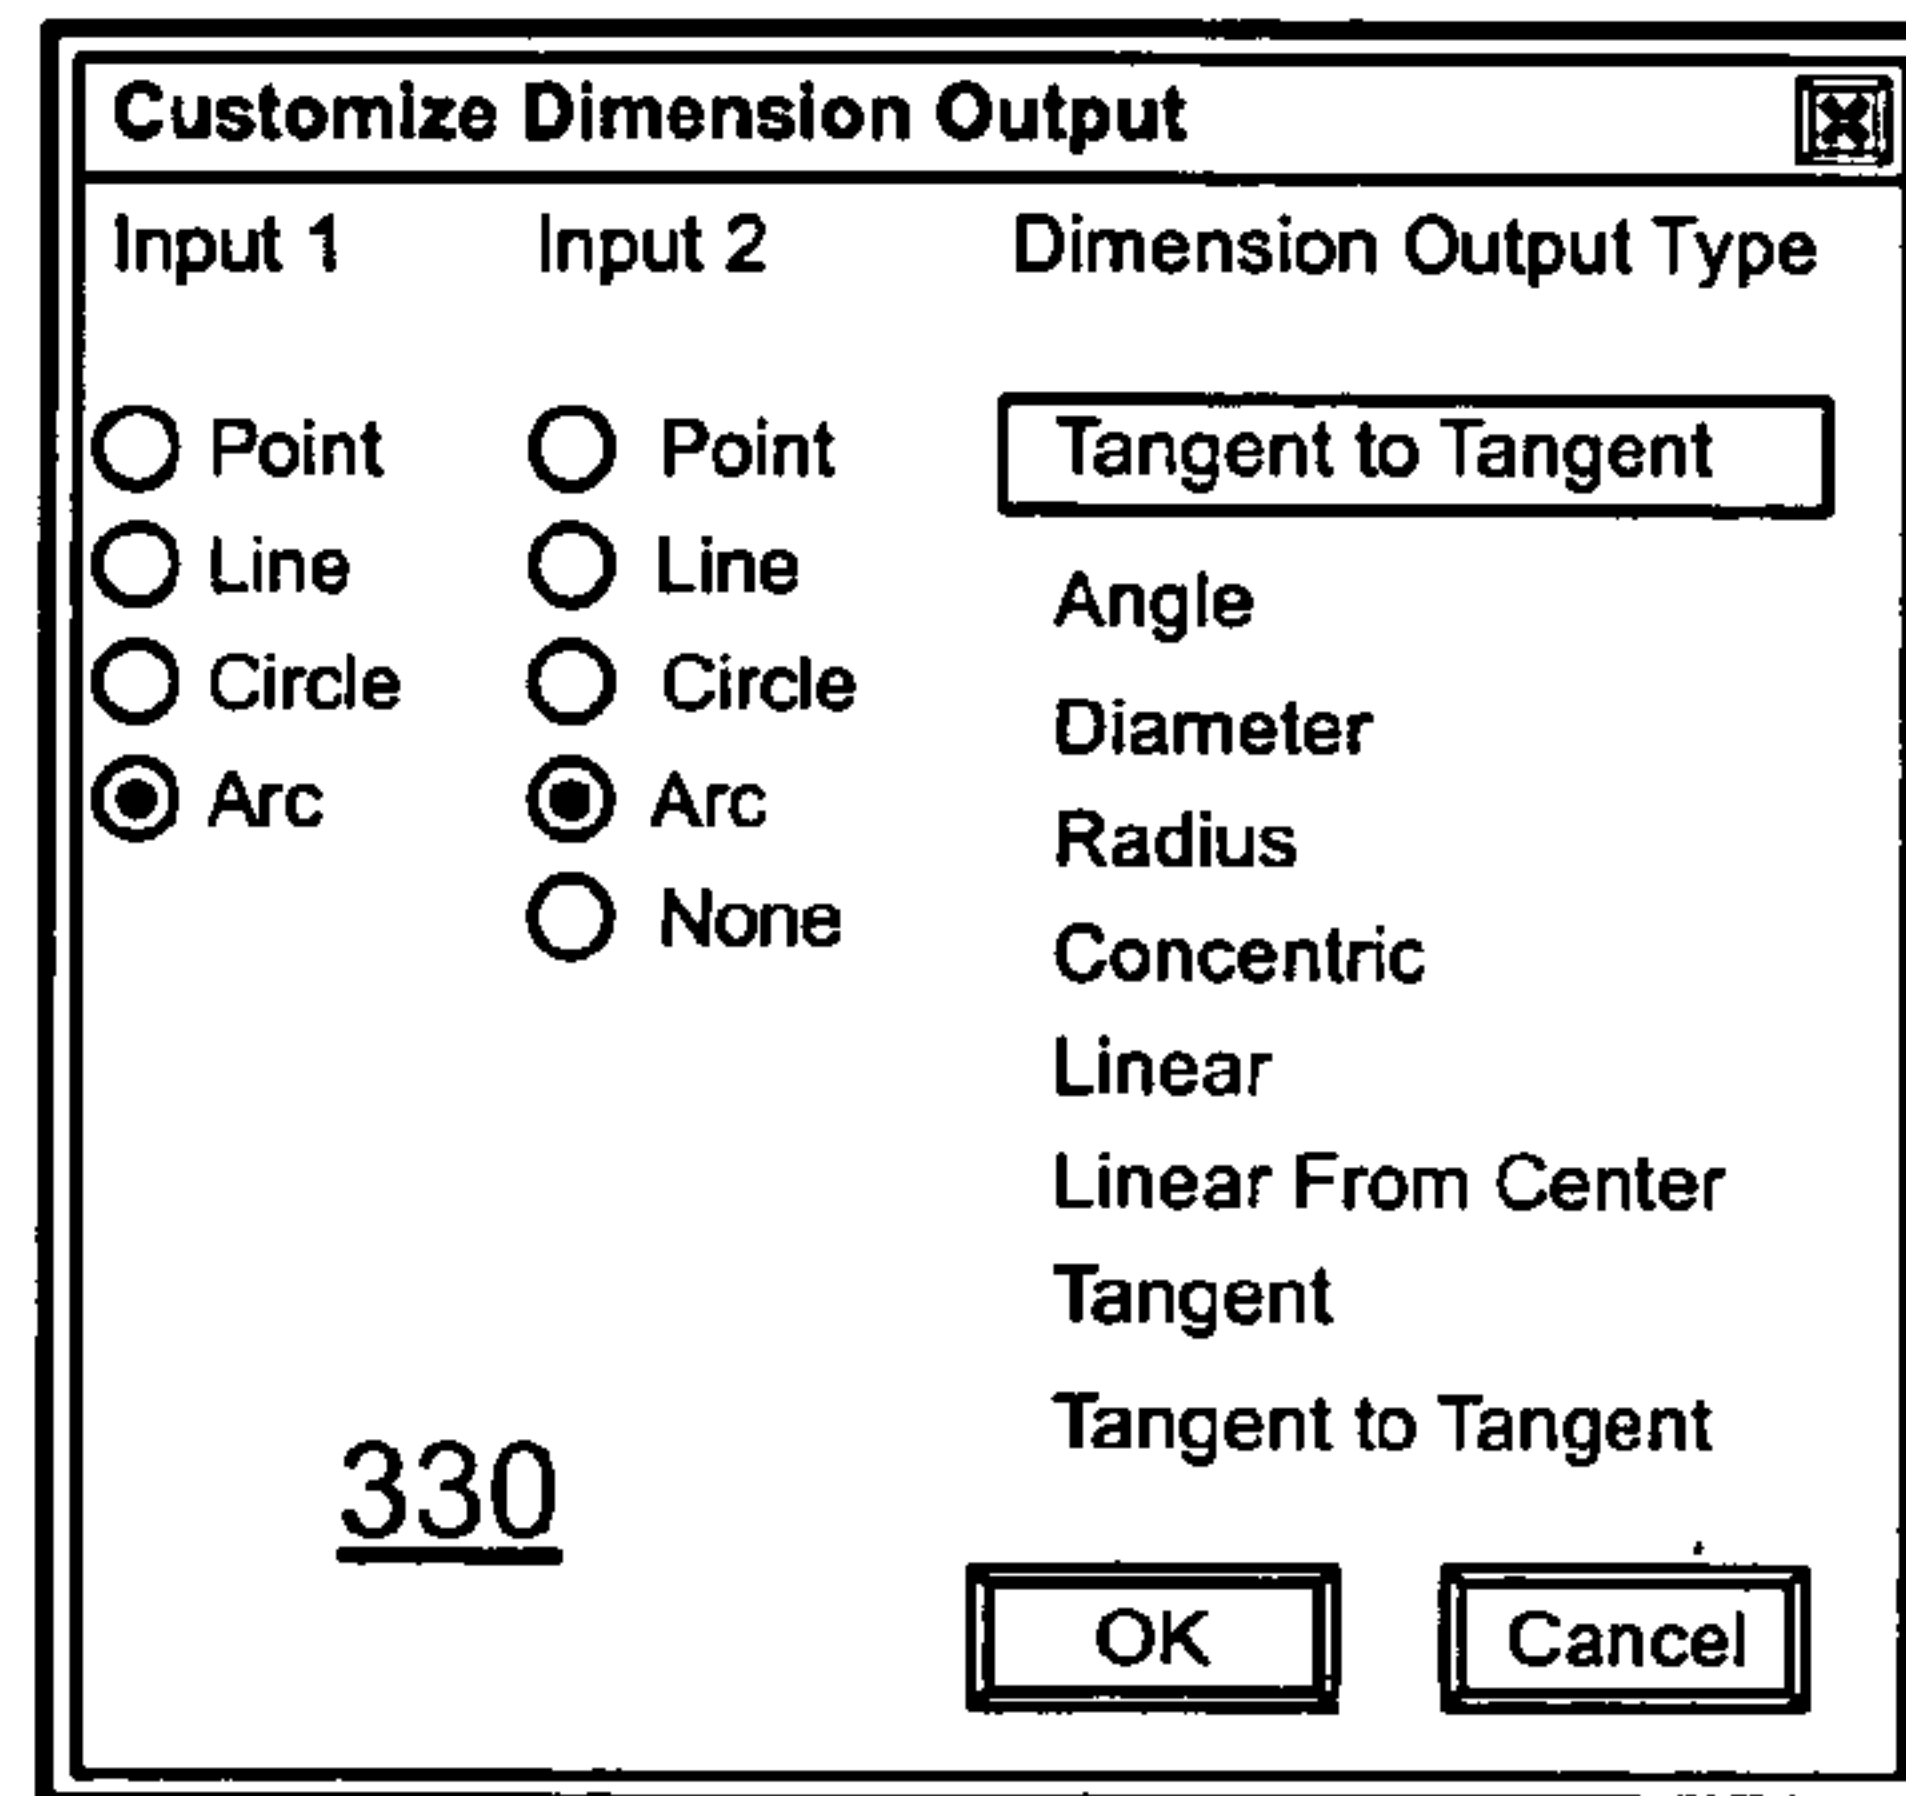 Customize Dimension Output
Input 1 Input 2 Dimension Output Type
Point Point Tangent to Tangent
Line Line
Angle
Circle Circle
Diameter
Arc Arc
Radius
None
Concentric
Linear
Linear From Center
Tangent
Tangent to Tangent
330
OK Cancel